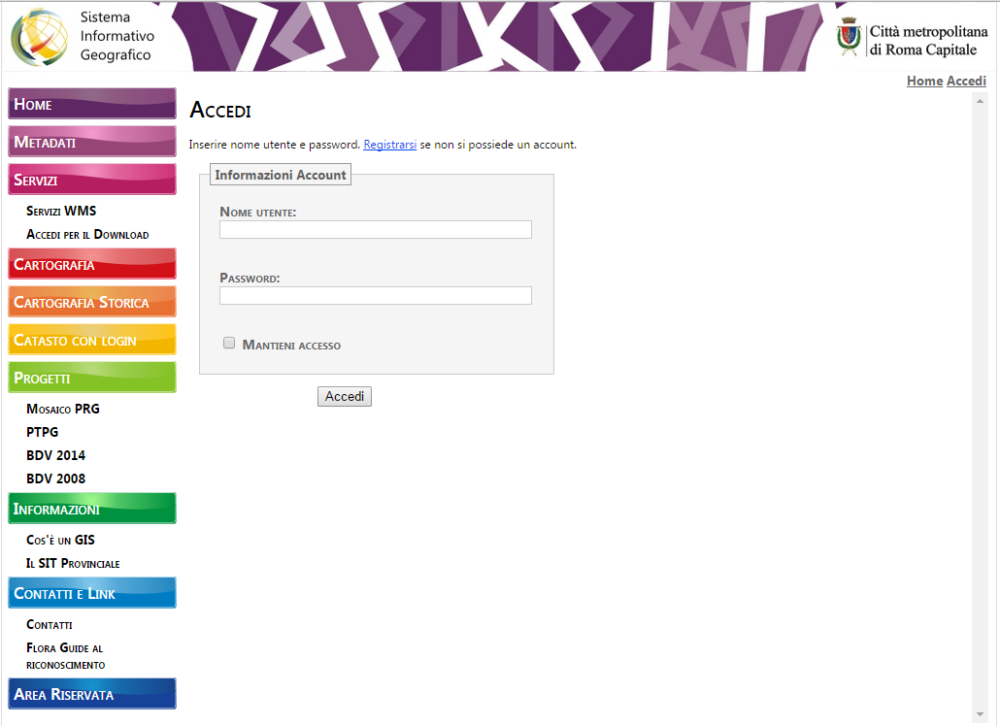 Sistema
Informativo
Geografico
Città metropolitana
di Roma Capitale
Home Accedi
Home
Metadati
Servizi
Servizi WMS
Accedi per il Download
Cartografia
Cartografia Storica
Catasto con login
Progetti
Mosaico PRG
PTPG
BDV 2014
BDV 2008
Informazioni
Cos'è un GIS
Il SIT Provinciale
Contatti e Link
Contatti
Flora Guide al
riconoscimento
Area Riservata
Accedi
Inserire nome utente e password. Registrarsi se non si possiede un account.
Informazioni Account
Nome utente:
Password:
Mantieni accesso
Accedi